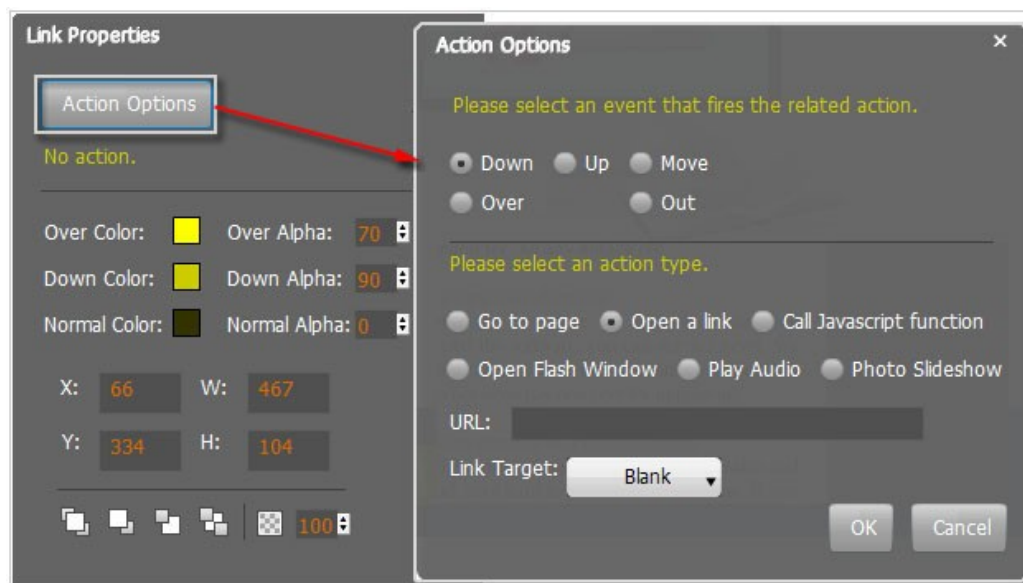 Link Properties
Action Options
No action.
Over Color:
Over Alpha: 70
Down Color:
Down Alpha: 90
Normal Color:
Normal Alpha: 0
X: 66
W: 467
Y: 334
H: 104
100
Action Options
Please select an event that fires the related action.
Down Up Move
Over Out
Please select an action type.
Go to page Open a link Call Javascript function
Open Flash Window Play Audio Photo Slideshow
URL:
Link Target: Blank
OK Cancel